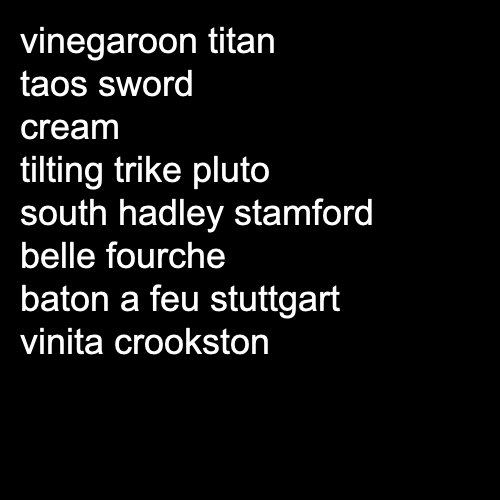 vinegaroon titan
taos sword
cream
tilting trike pluto
south hadley stamford
belle fourche
baton a feu stuttgart
vinita crookston